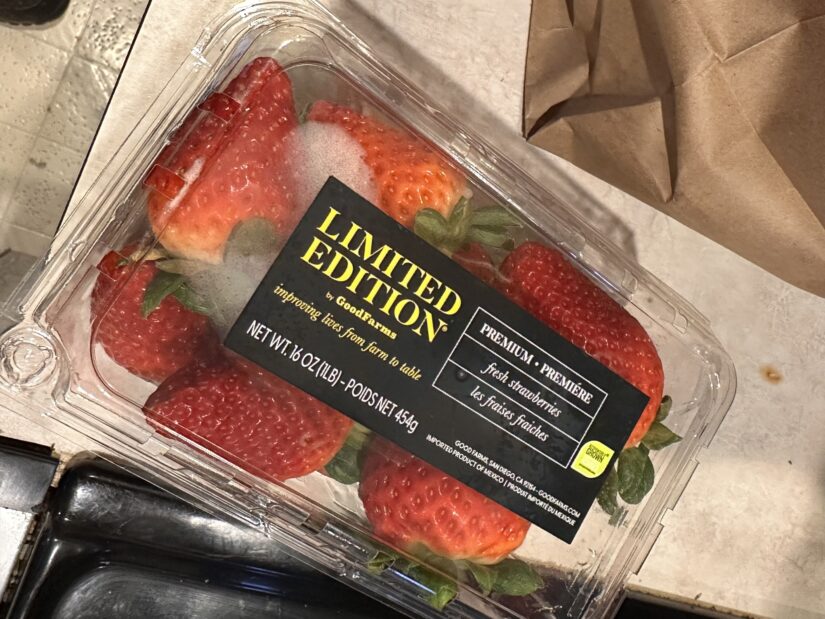 LIMITED
EDITION®
by GoodFarms
improving lives from farm to table
NET WT. 16 OZ (1LB) - POIDS NET 454g
PREMIUM · PREMIÉRE
fresh strawberries
les fraises fraîches
GOOD FARMS, SAN DIEGO, CA 92154 - GOODFARMS.COM
IMPORTED PRODUCT OF MEXICO | PRODUIT IMPORTÉ DU MEXIQUE
GROWN